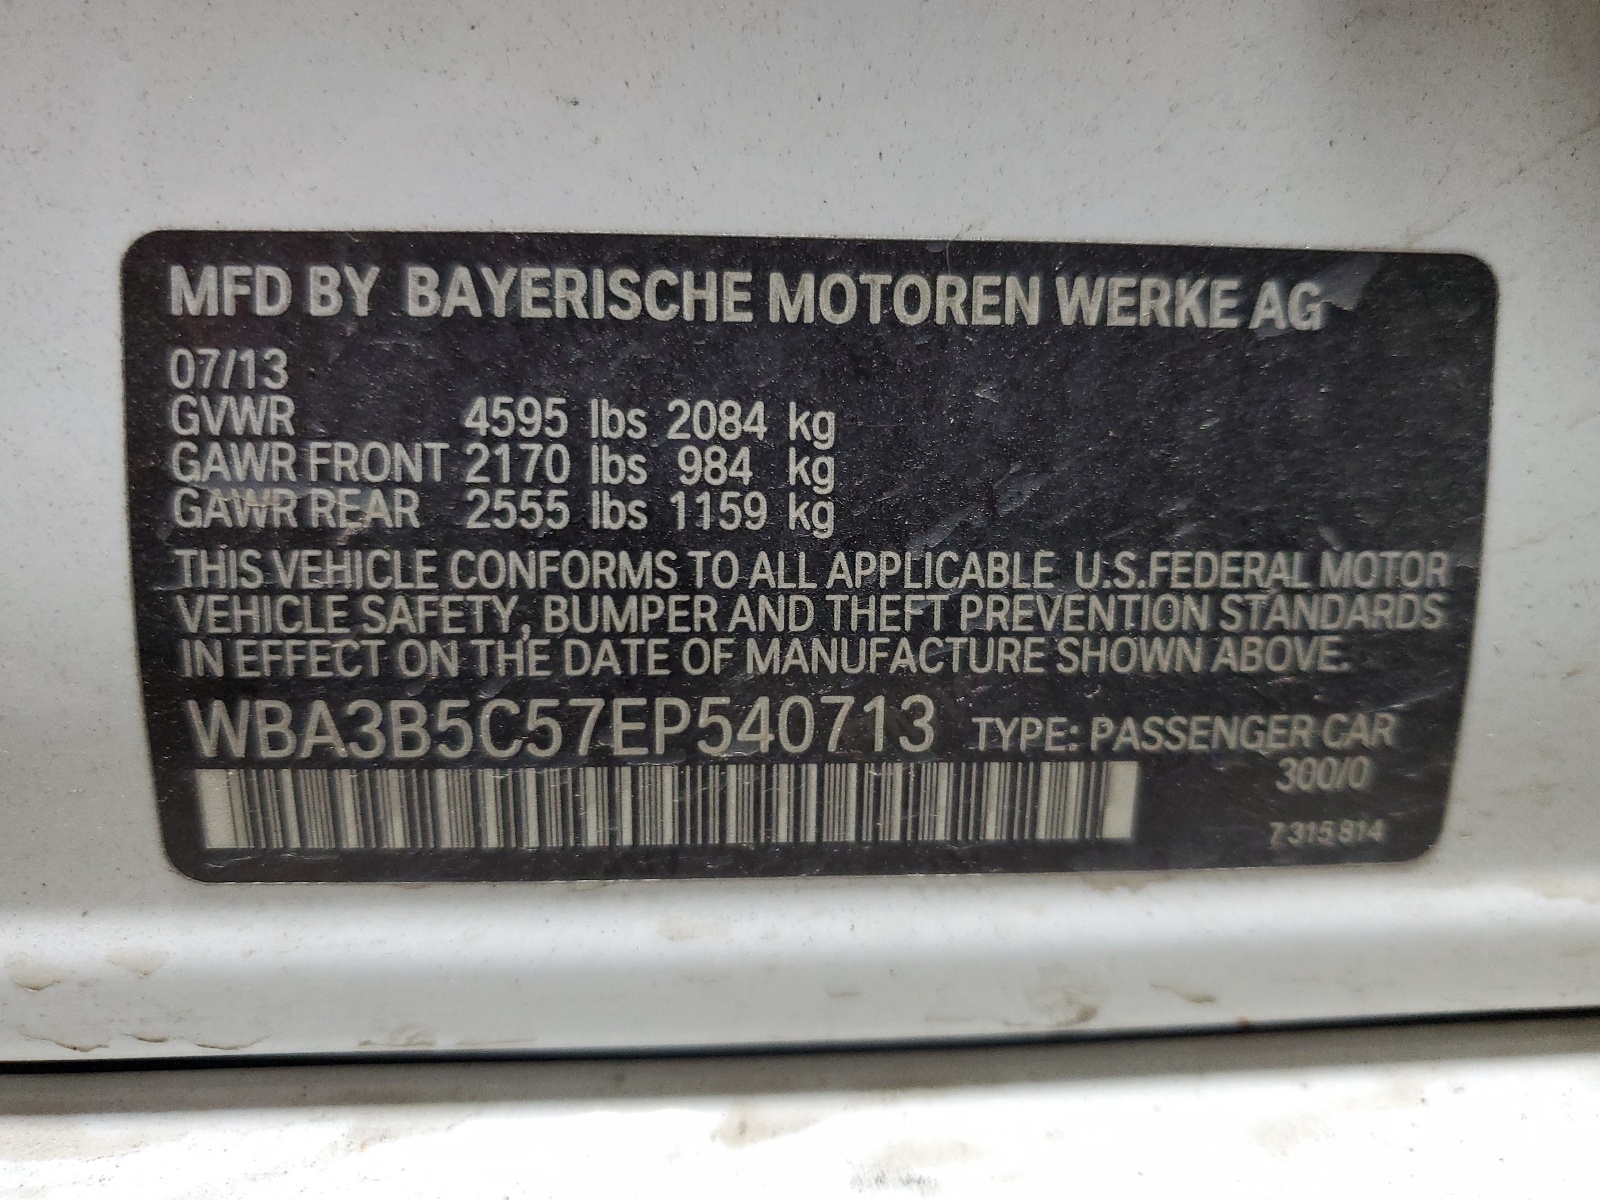 MFD BY BAYERISCHE MOTOREN WERKE AG
07/13
GVWR 4595 lbs 2084 kg
GAWR FRONT 2170 lbs 984 kg
GAWR REAR 2555 lbs 1159 kg
THIS VEHICLE CONFORMS TO ALL APPLICABLE U.S.FEDERAL MOTOR
VEHICLE SAFETY, BUMPER AND THEFT PREVENTION STANDARDS
IN EFFECT ON THE DATE OF MANUFACTURE SHOWN ABOVE.
WBA3B5C57EP540713 TYPE: PASSENGER CAR
300/0
7 315 814